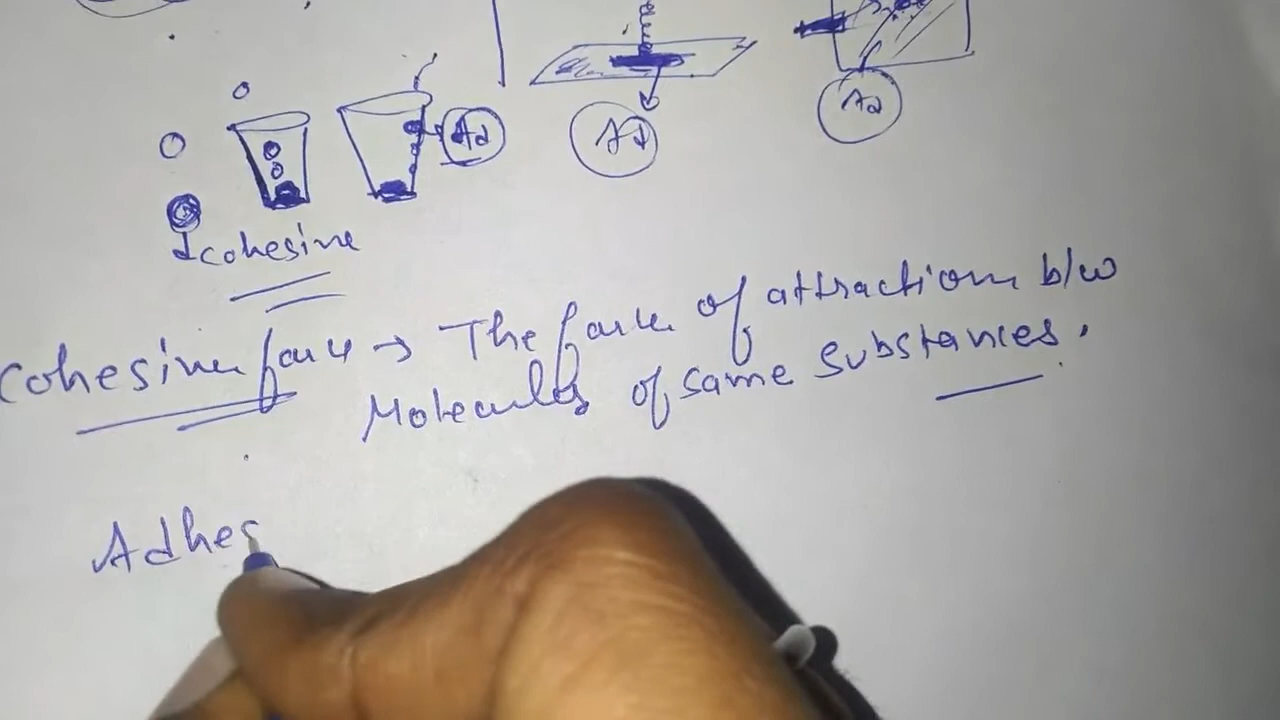 Ad
Ad
Ad
cohesive
Cohesive force → The force of attraction b/w
Molecules of same substances.
Adhes